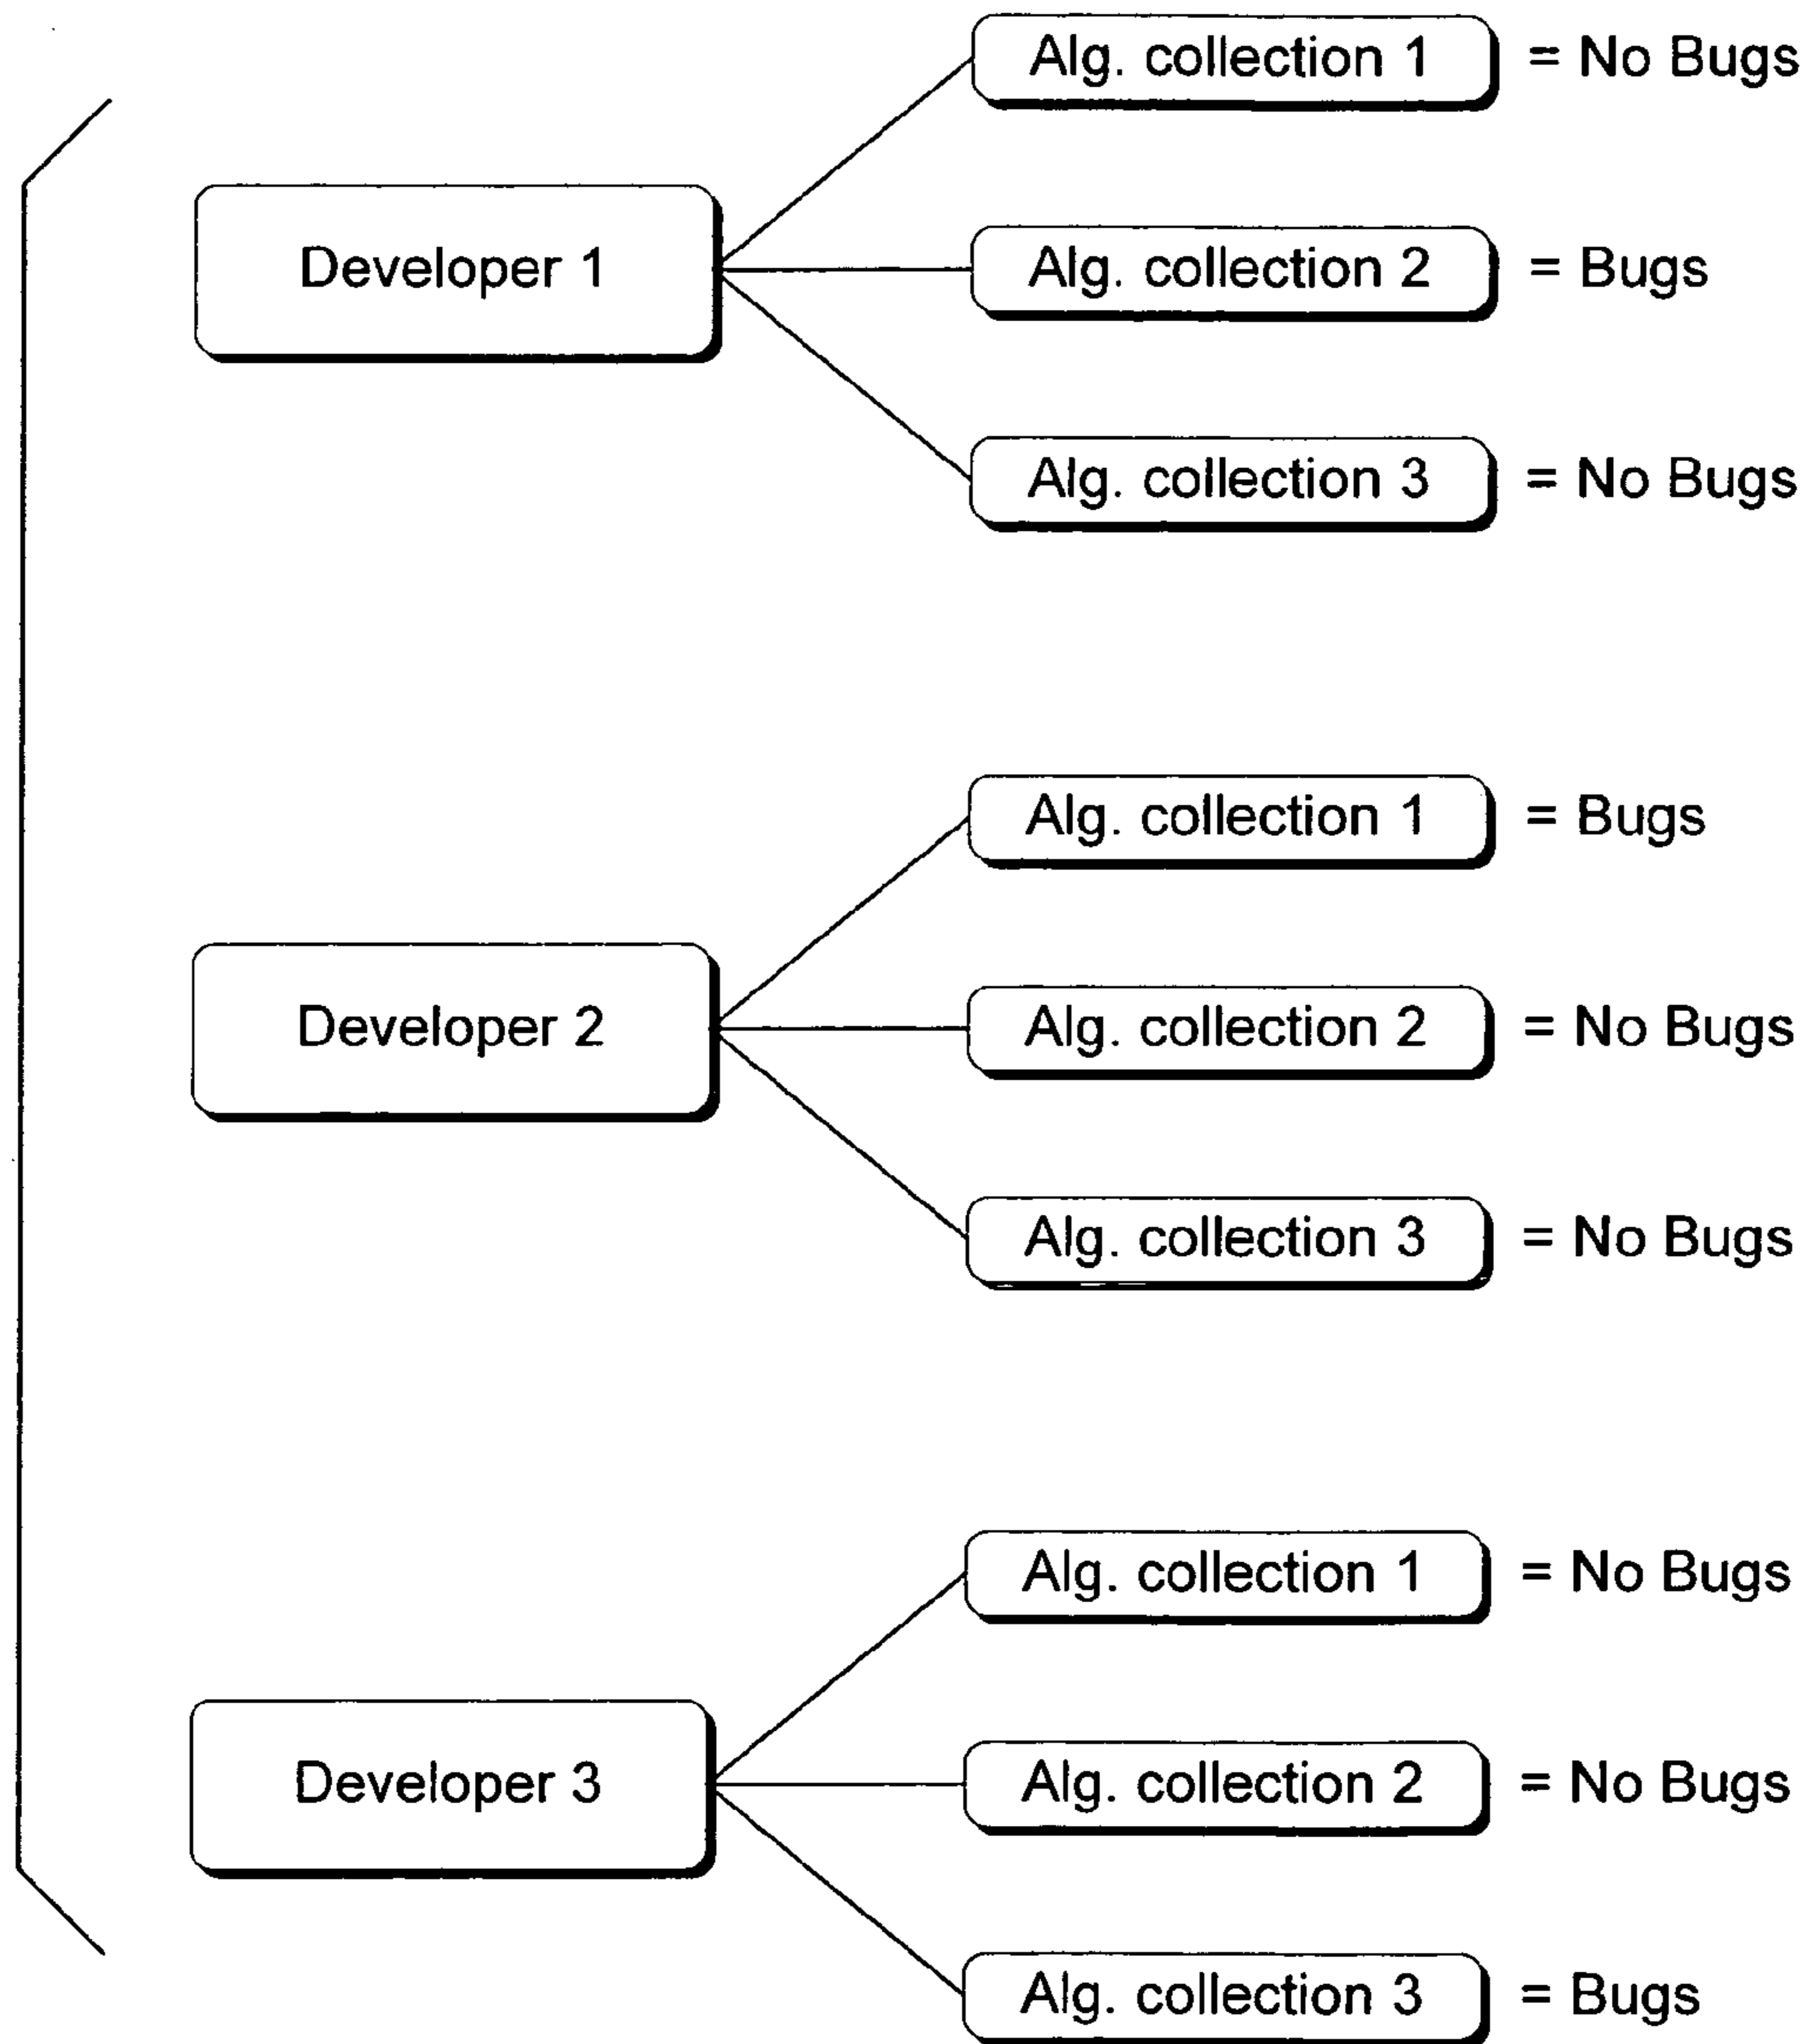 Alg. collection 1 = No Bugs
Developer 1 Alg. collection 2 = Bugs
Alg. collection 3 = No Bugs
Alg. collection 1 = Bugs
Developer 2 Alg. collection 2 = No Bugs
Alg. collection 3 = No Bugs
Alg. collection 1 = No Bugs
Developer 3 Alg. collection 2 = No Bugs
Alg. collection 3 = Bugs